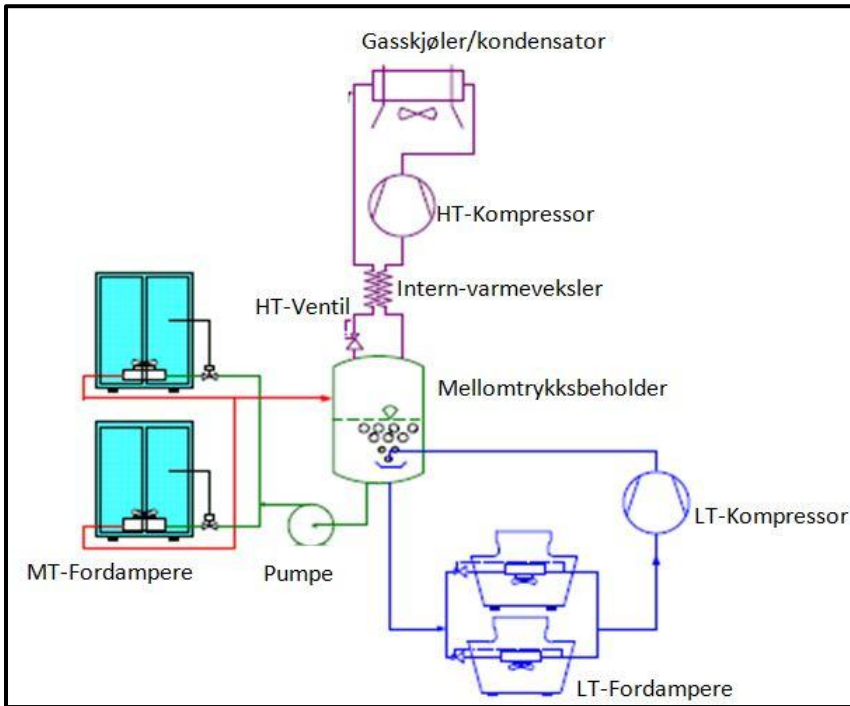 Gasskjøler/kondensator
HT-Kompressor
Intern-varmeveksler
HT-Ventil
Mellomtrykksbeholder
LT-Kompressor
MT-Fordampere
Pumpe
LT-Fordampere